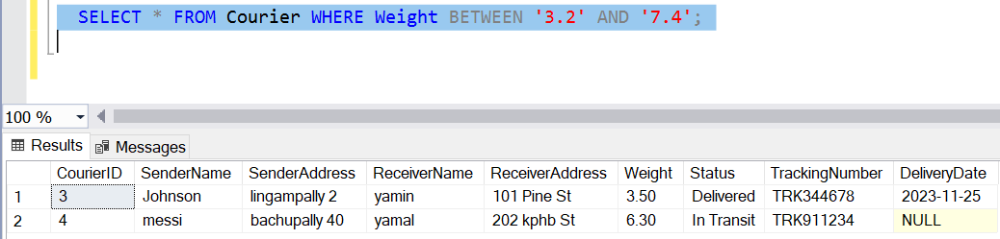 SELECT * FROM Courier WHERE Weight BETWEEN '3.2' AND '7.4';
100 %
Results Messages
CourierID SenderName SenderAddress ReceiverName ReceiverAddress Weight Status TrackingNumber DeliveryDate
1 3 Johnson lingampally 2 yamin 101 Pine St 3.50 Delivered TRK344678 2023-11-25
2 4 messi bachupally 40 yamal 202 kphb St 6.30 In Transit TRK911234 NULL